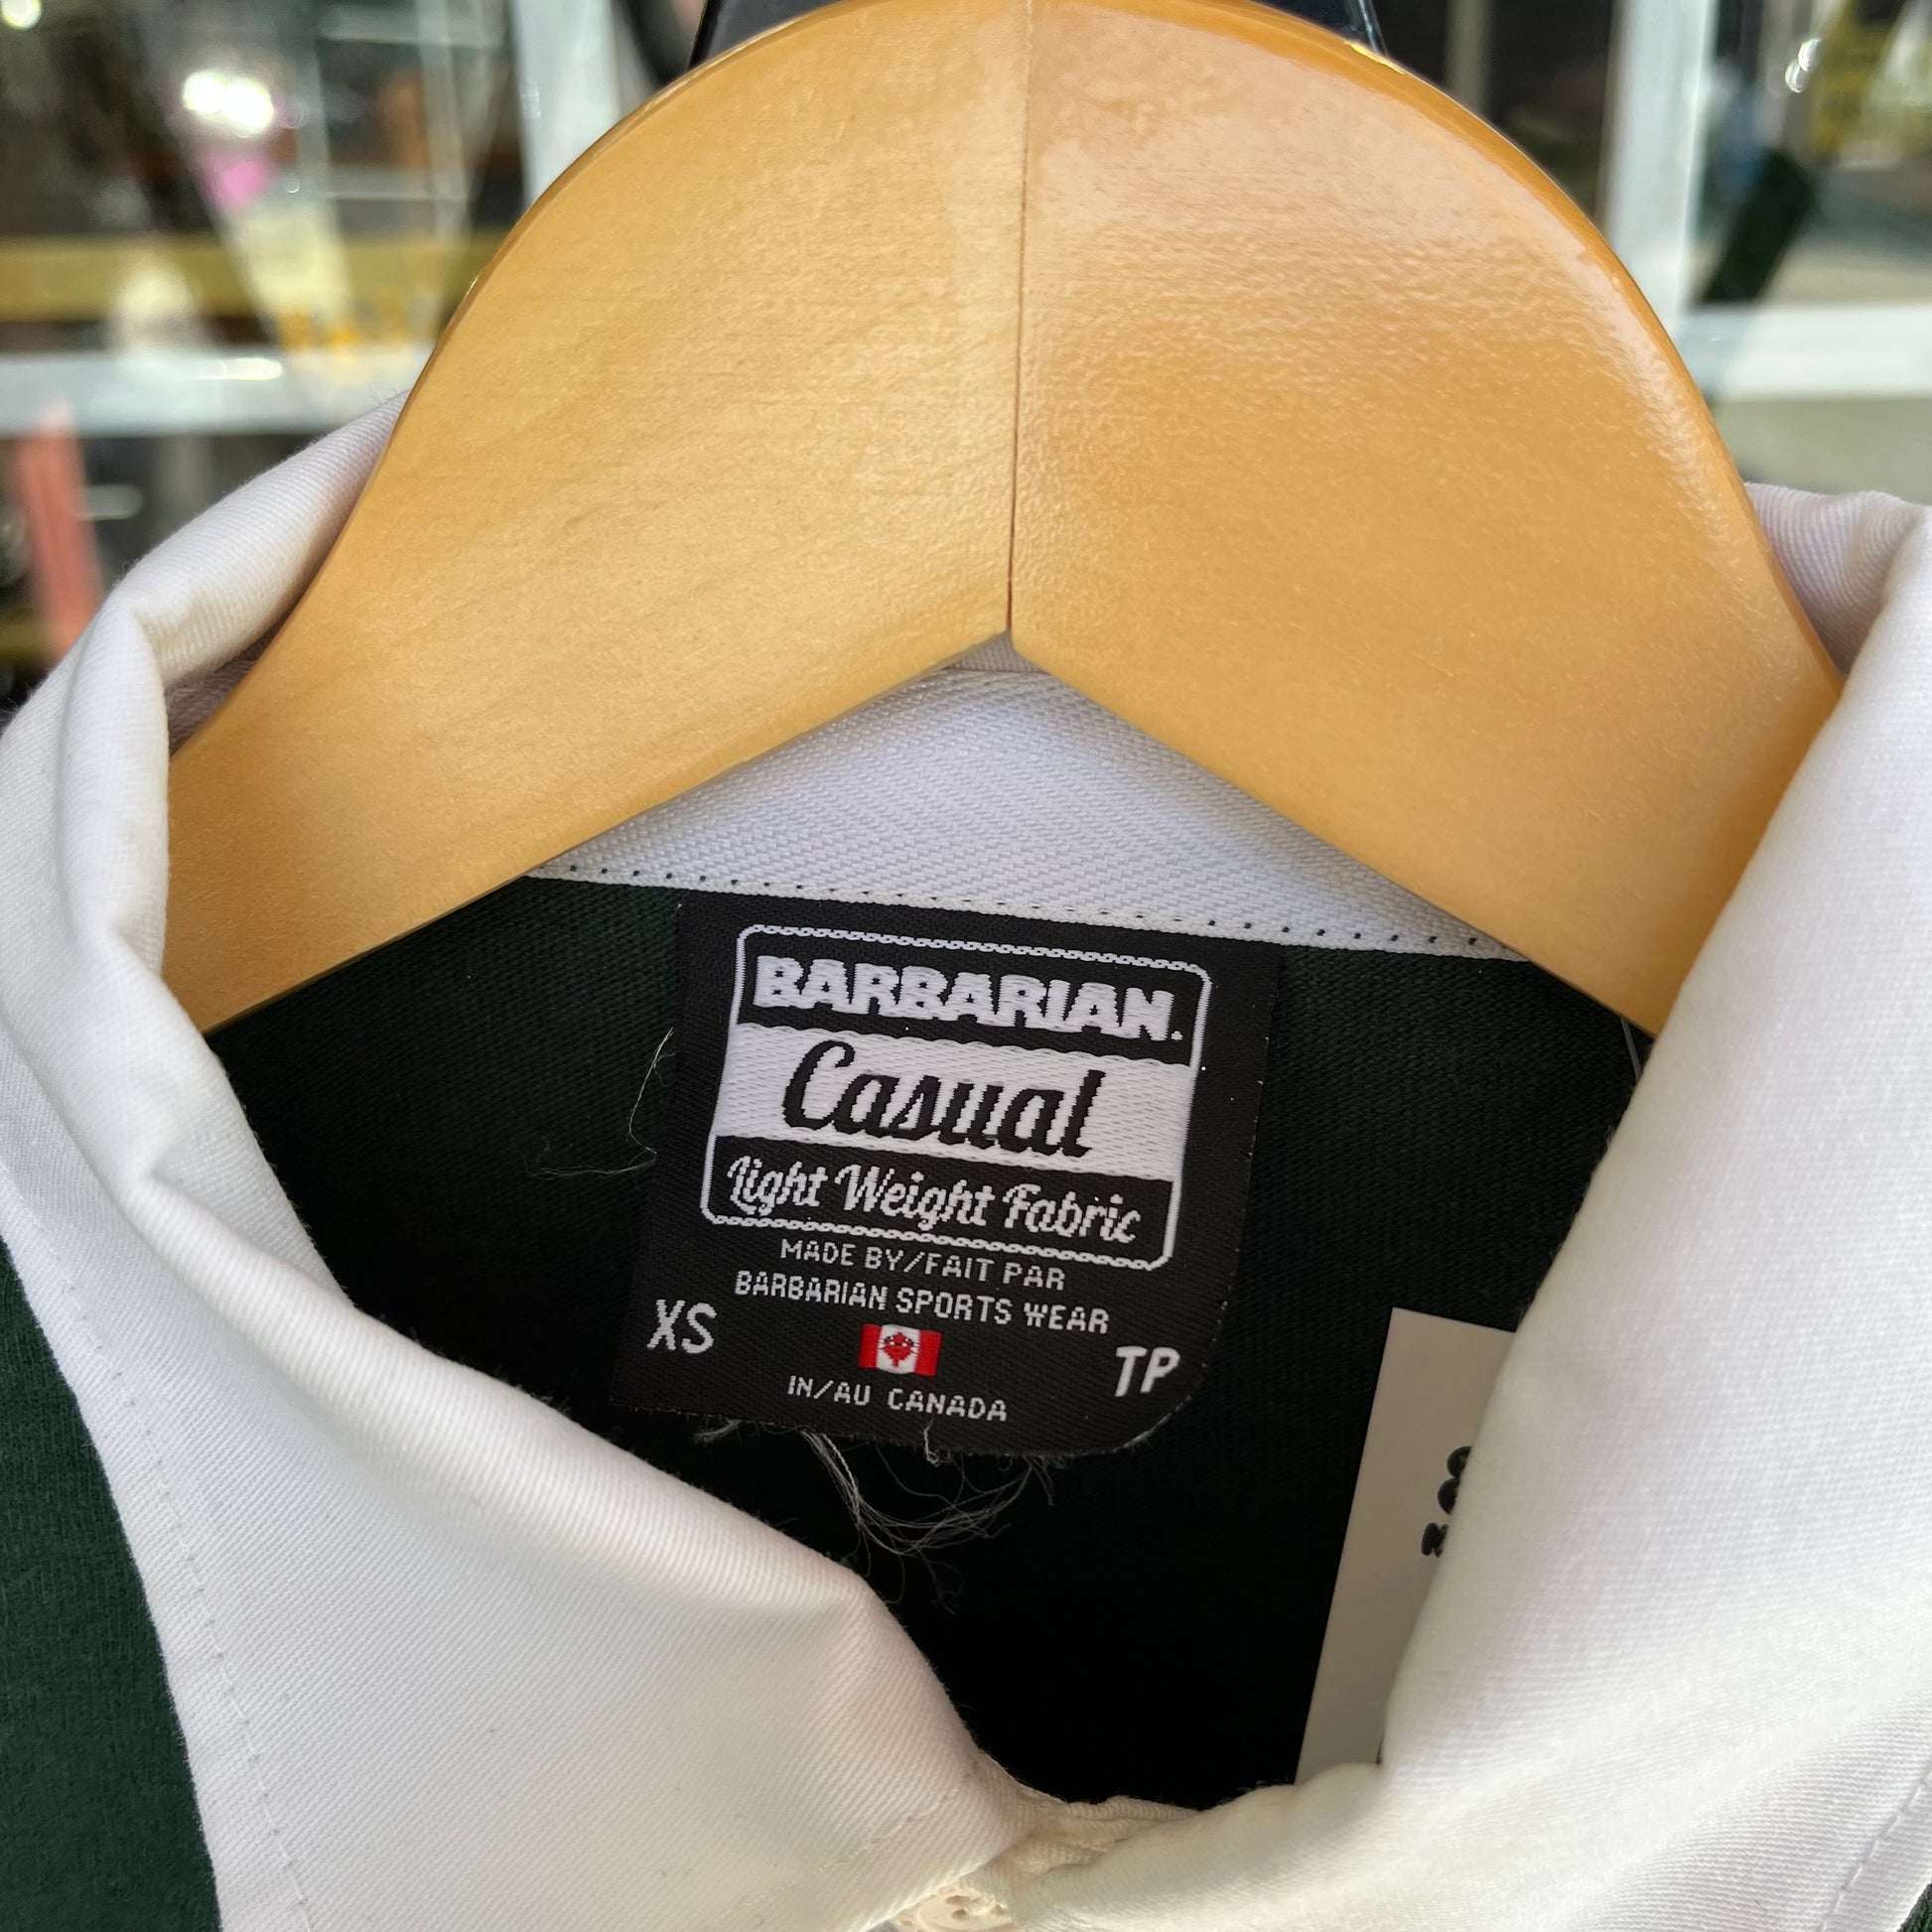 BARBARIAN.
Casual
Light Weight Fabric
MADE BY/FAIT PAR
BARBARIAN SPORTS WEAR
XS
TP
IN/AU CANADA